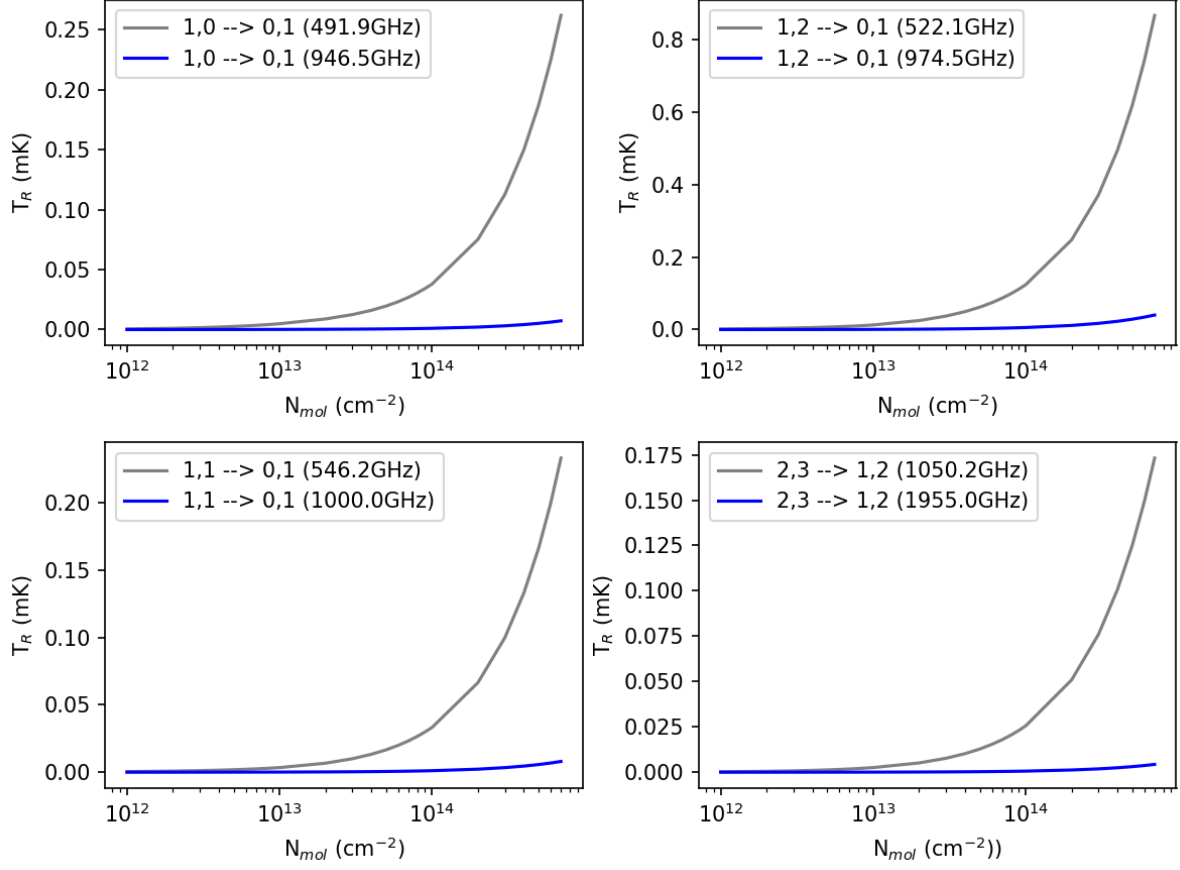 1,0 --> 0,1 (491.9GHz)
1,0 --> 0,1 (946.5GHz)
0.25
0.20
0.15
0.10
0.05
0.00
T_R (mK)
10^12
10^13
10^14
N_mol (cm^−2)
1,2 --> 0,1 (522.1GHz)
1,2 --> 0,1 (974.5GHz)
0.8
0.6
0.4
0.2
0.0
T_R (mK)
10^12
10^13
10^14
N_mol (cm^−2)
1,1 --> 0,1 (546.2GHz)
1,1 --> 0,1 (1000.0GHz)
0.20
0.15
0.10
0.05
0.00
T_R (mK)
10^12
10^13
10^14
N_mol (cm^−2)
2,3 --> 1,2 (1050.2GHz)
2,3 --> 1,2 (1955.0GHz)
0.175
0.150
0.125
0.100
0.075
0.050
0.025
0.000
T_R (mK)
10^12
10^13
10^14
N_mol (cm^−2))